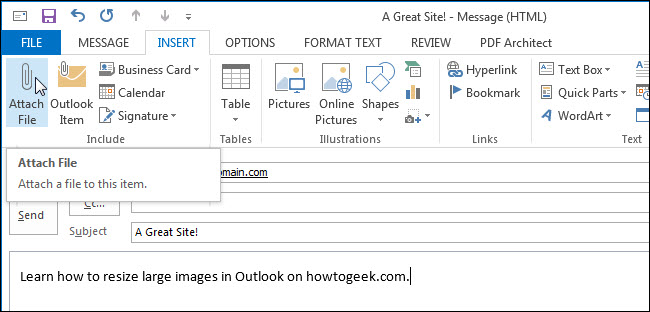 A Great Site! - Message (HTML)
FILE MESSAGE INSERT OPTIONS FORMAT TEXT REVIEW PDF Architect
Attach File
Outlook Item
Business Card
Calendar
Signature
Include
Table
Tables
Pictures
Online Pictures
Shapes
Illustrations
Hyperlink
Bookmark
Links
Text Box
Quick Parts
WordArt
Text
Attach File
Attach a file to this item.
omain.com
Send
Cc...
Subject A Great Site!
Learn how to resize large images in Outlook on howtogeek.com.